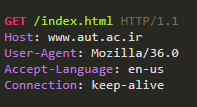 GET /index.html HTTP/1.1
Host: www.aut.ac.ir
User-Agent: Mozilla/36.0
Accept-Language: en-us
Connection: keep-alive